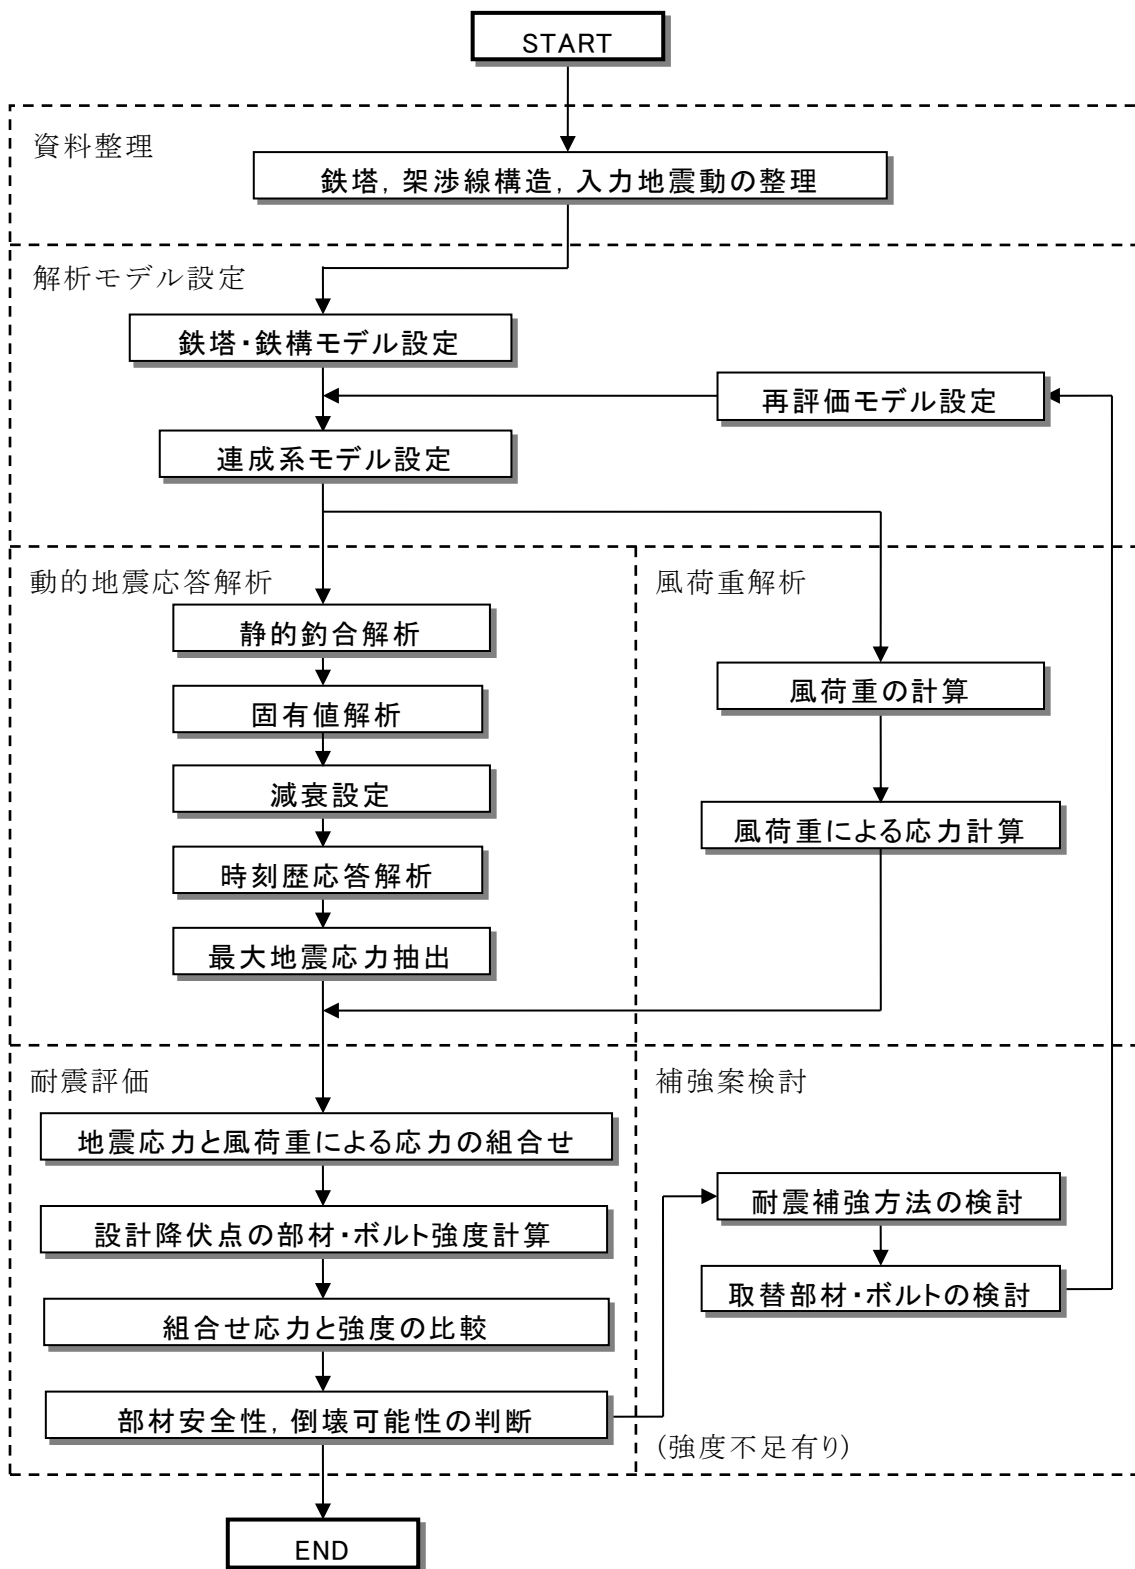 START
資料整理
鉄塔，架渉線構造，入力地震動の整理
解析モデル設定
鉄塔・鉄構モデル設定
再評価モデル設定
連成系モデル設定
動的地震応答解析
風荷重解析
静的釣合解析
風荷重の計算
固有値解析
減衰設定
風荷重による応力計算
時刻歴応答解析
最大地震応力抽出
耐震評価
補強案検討
地震応力と風荷重による応力の組合せ
耐震補強方法の検討
設計降伏点の部材・ボルト強度計算
取替部材・ボルトの検討
組合せ応力と強度の比較
部材安全性，倒壊可能性の判断
(強度不足有り)
END